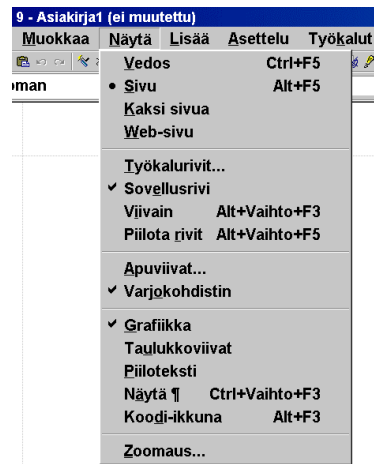 9 - Asiakirja1 (ei muutettu)
Muokkaa Näytä Lisää Asettelu Työkalut
oman
Vedos Ctrl+F5
• Sivu Alt+F5
Kaksi sivua
Web-sivu
Työkalurivit...
✓ Sovellusrivi
Viivain Alt+Vaihto+F3
Piilota rivit Alt+Vaihto+F5
Apuviivat...
✓ Varjokohdistin
✓ Grafiikka
Taulukkoviivat
Piiloteksti
Näytä ¶ Ctrl+Vaihto+F3
Koodi-ikkuna Alt+F3
Zoomaus...